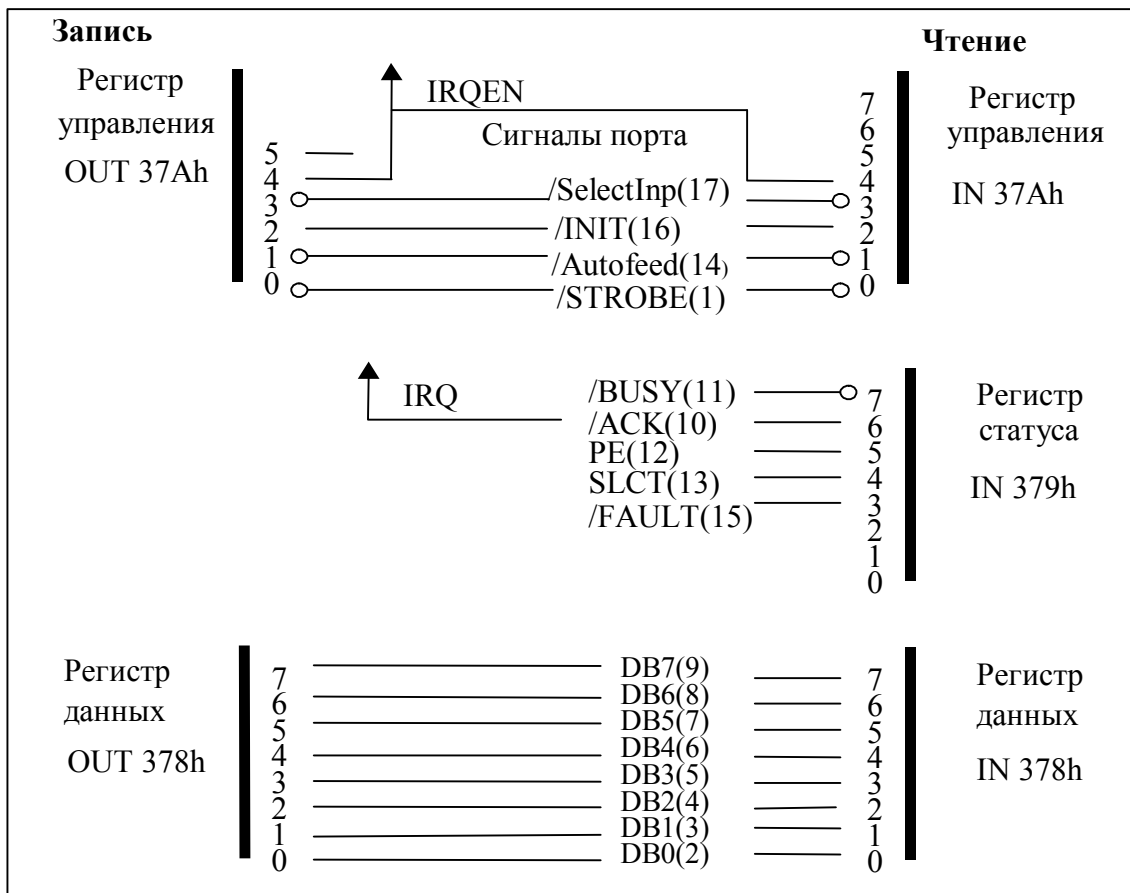 Запись
Чтение
Регистр
управления
OUT 37Ah
5
4
3
2
1
0
IRQEN
Сигналы порта
/SelectInp(17)
/INIT(16)
/Autofeed(14)
/STROBE(1)
7
6
5
4
3
2
1
0
Регистр
управления
IN 37Ah
IRQ
/BUSY(11)
/ACK(10)
PE(12)
SLCT(13)
/FAULT(15)
7
6
5
4
3
2
1
0
Регистр
статуса
IN 379h
Регистр
данных
OUT 378h
7
6
5
4
3
2
1
0
DB7(9)
DB6(8)
DB5(7)
DB4(6)
DB3(5)
DB2(4)
DB1(3)
DB0(2)
7
6
5
4
3
2
1
0
Регистр
данных
IN 378h